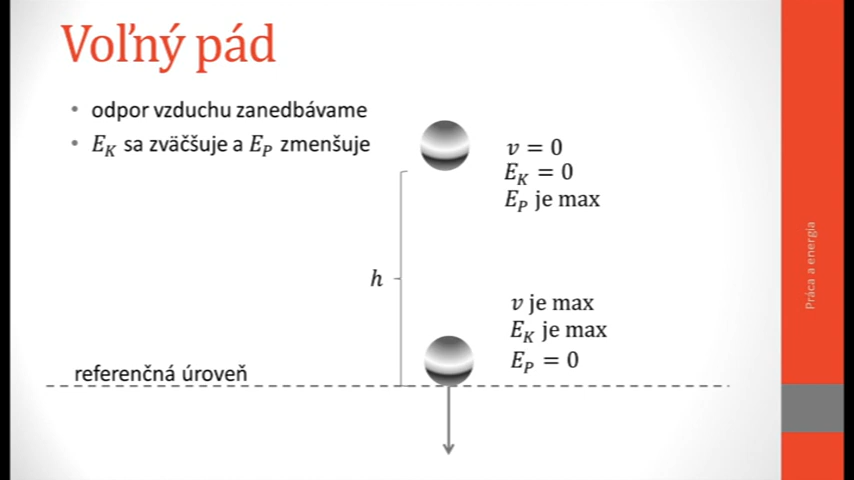 Voľný pád
• odpor vzduchu zanedbávame
• E_K sa zväčšuje a E_P zmenšuje
v = 0
E_K = 0
E_P je max
h
v je max
E_K je max
E_P = 0
referenčná úroveň
Práca a energia